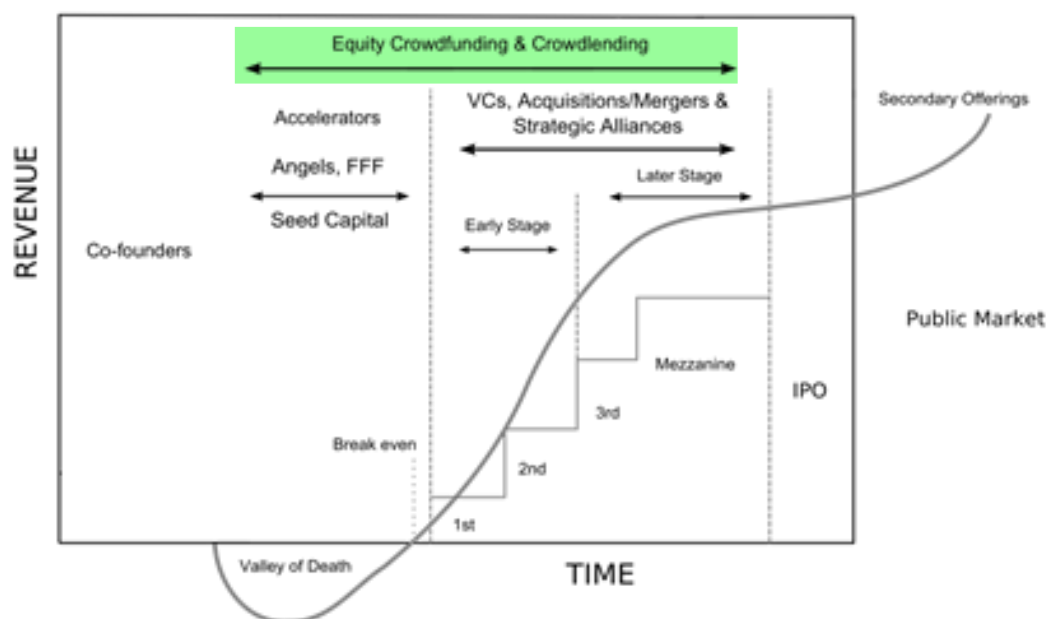 Equity Crowdfunding & Crowdlending
VCs, Acquisitions/Mergers &
Strategic Alliances
Secondary Offerings
Accelerators
Angels, FFF
Later Stage
Seed Capital
Early Stage
Co-founders
REVENUE
Public Market
Mezzanine
IPO
3rd
Break even
2nd
1st
Valley of Death
TIME